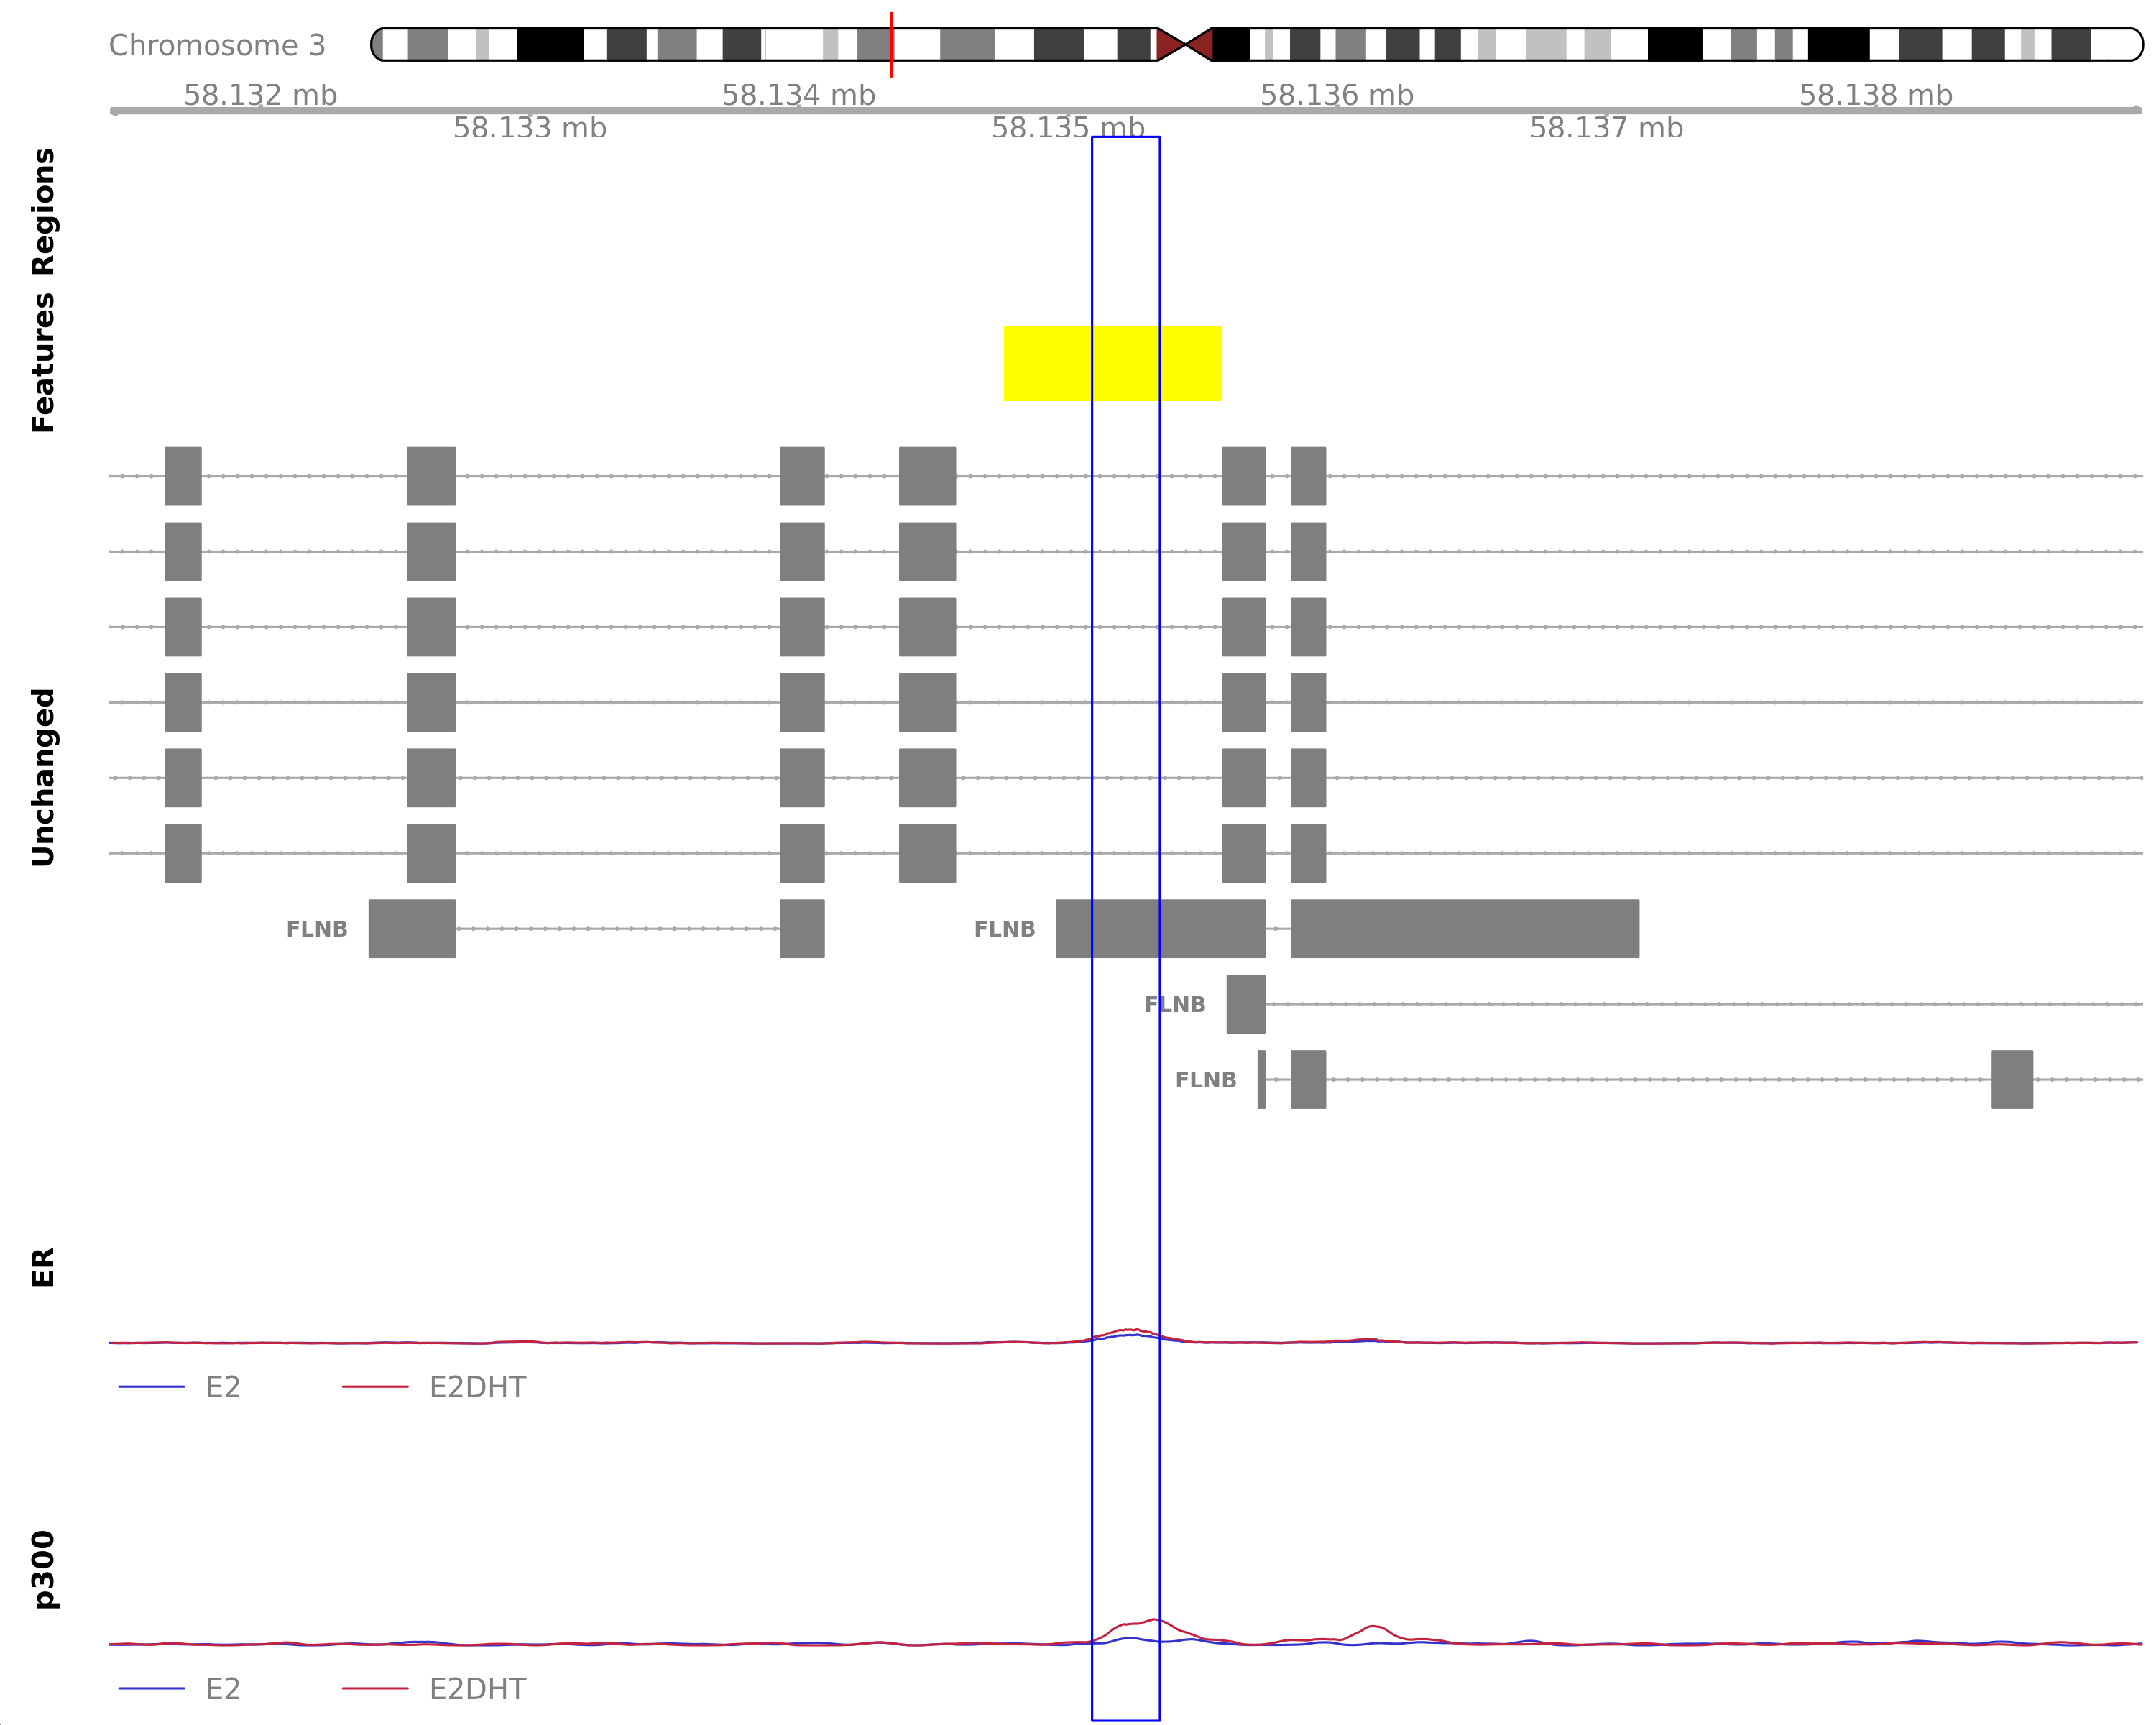 Chromosome 3
58.132 mb
58.134 mb
58.136 mb
58.138 mb
58.133 mb
58.135 mb
58.137 mb
Regions
Features
Unchanged
FLNB
FLNB
FLNB
FLNB
ER
E2
E2DHT
p300
E2
E2DHT